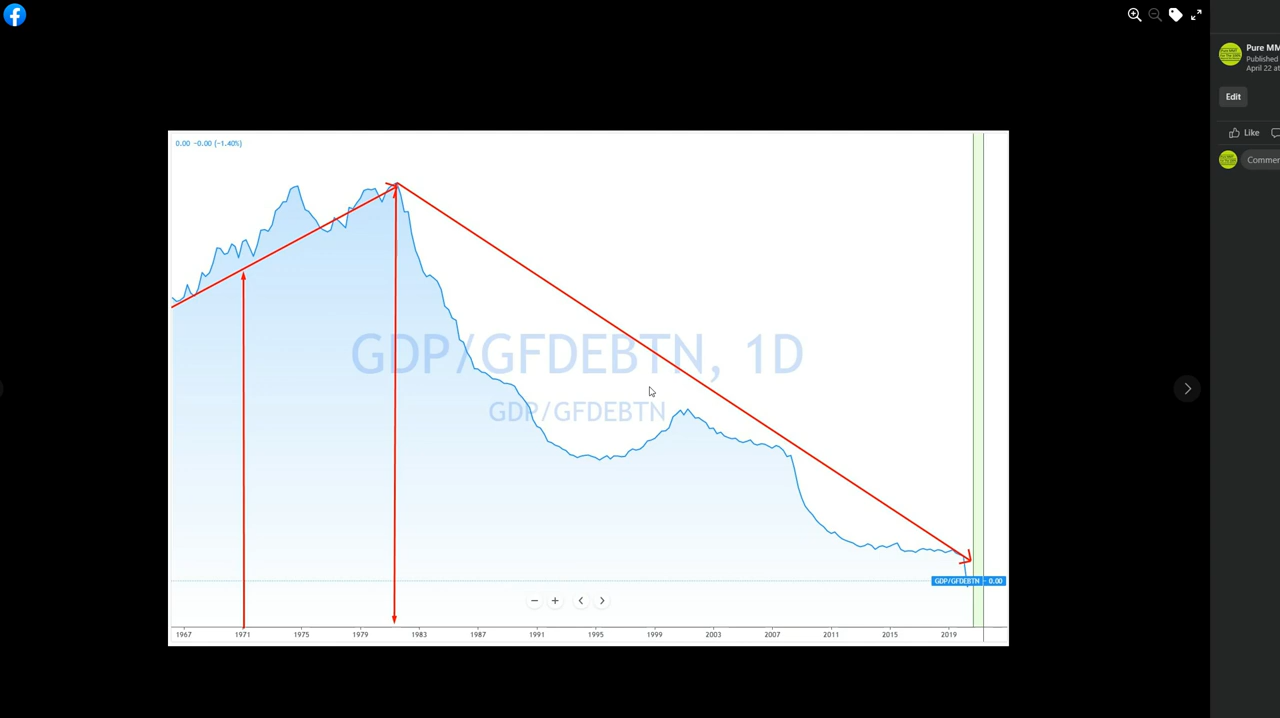 f
Pure MM
Published
April 22 at
Edit
Like
Commen
0.00 −0.00 (−1.40%)
GDP/GFDEBTN, 1D
GDP/GFDEBTN
GDP/GFDEBTN 0.00
− + < >
1967 1971 1975 1979 1983 1987 1991 1995 1999 2003 2007 2011 2015 2019